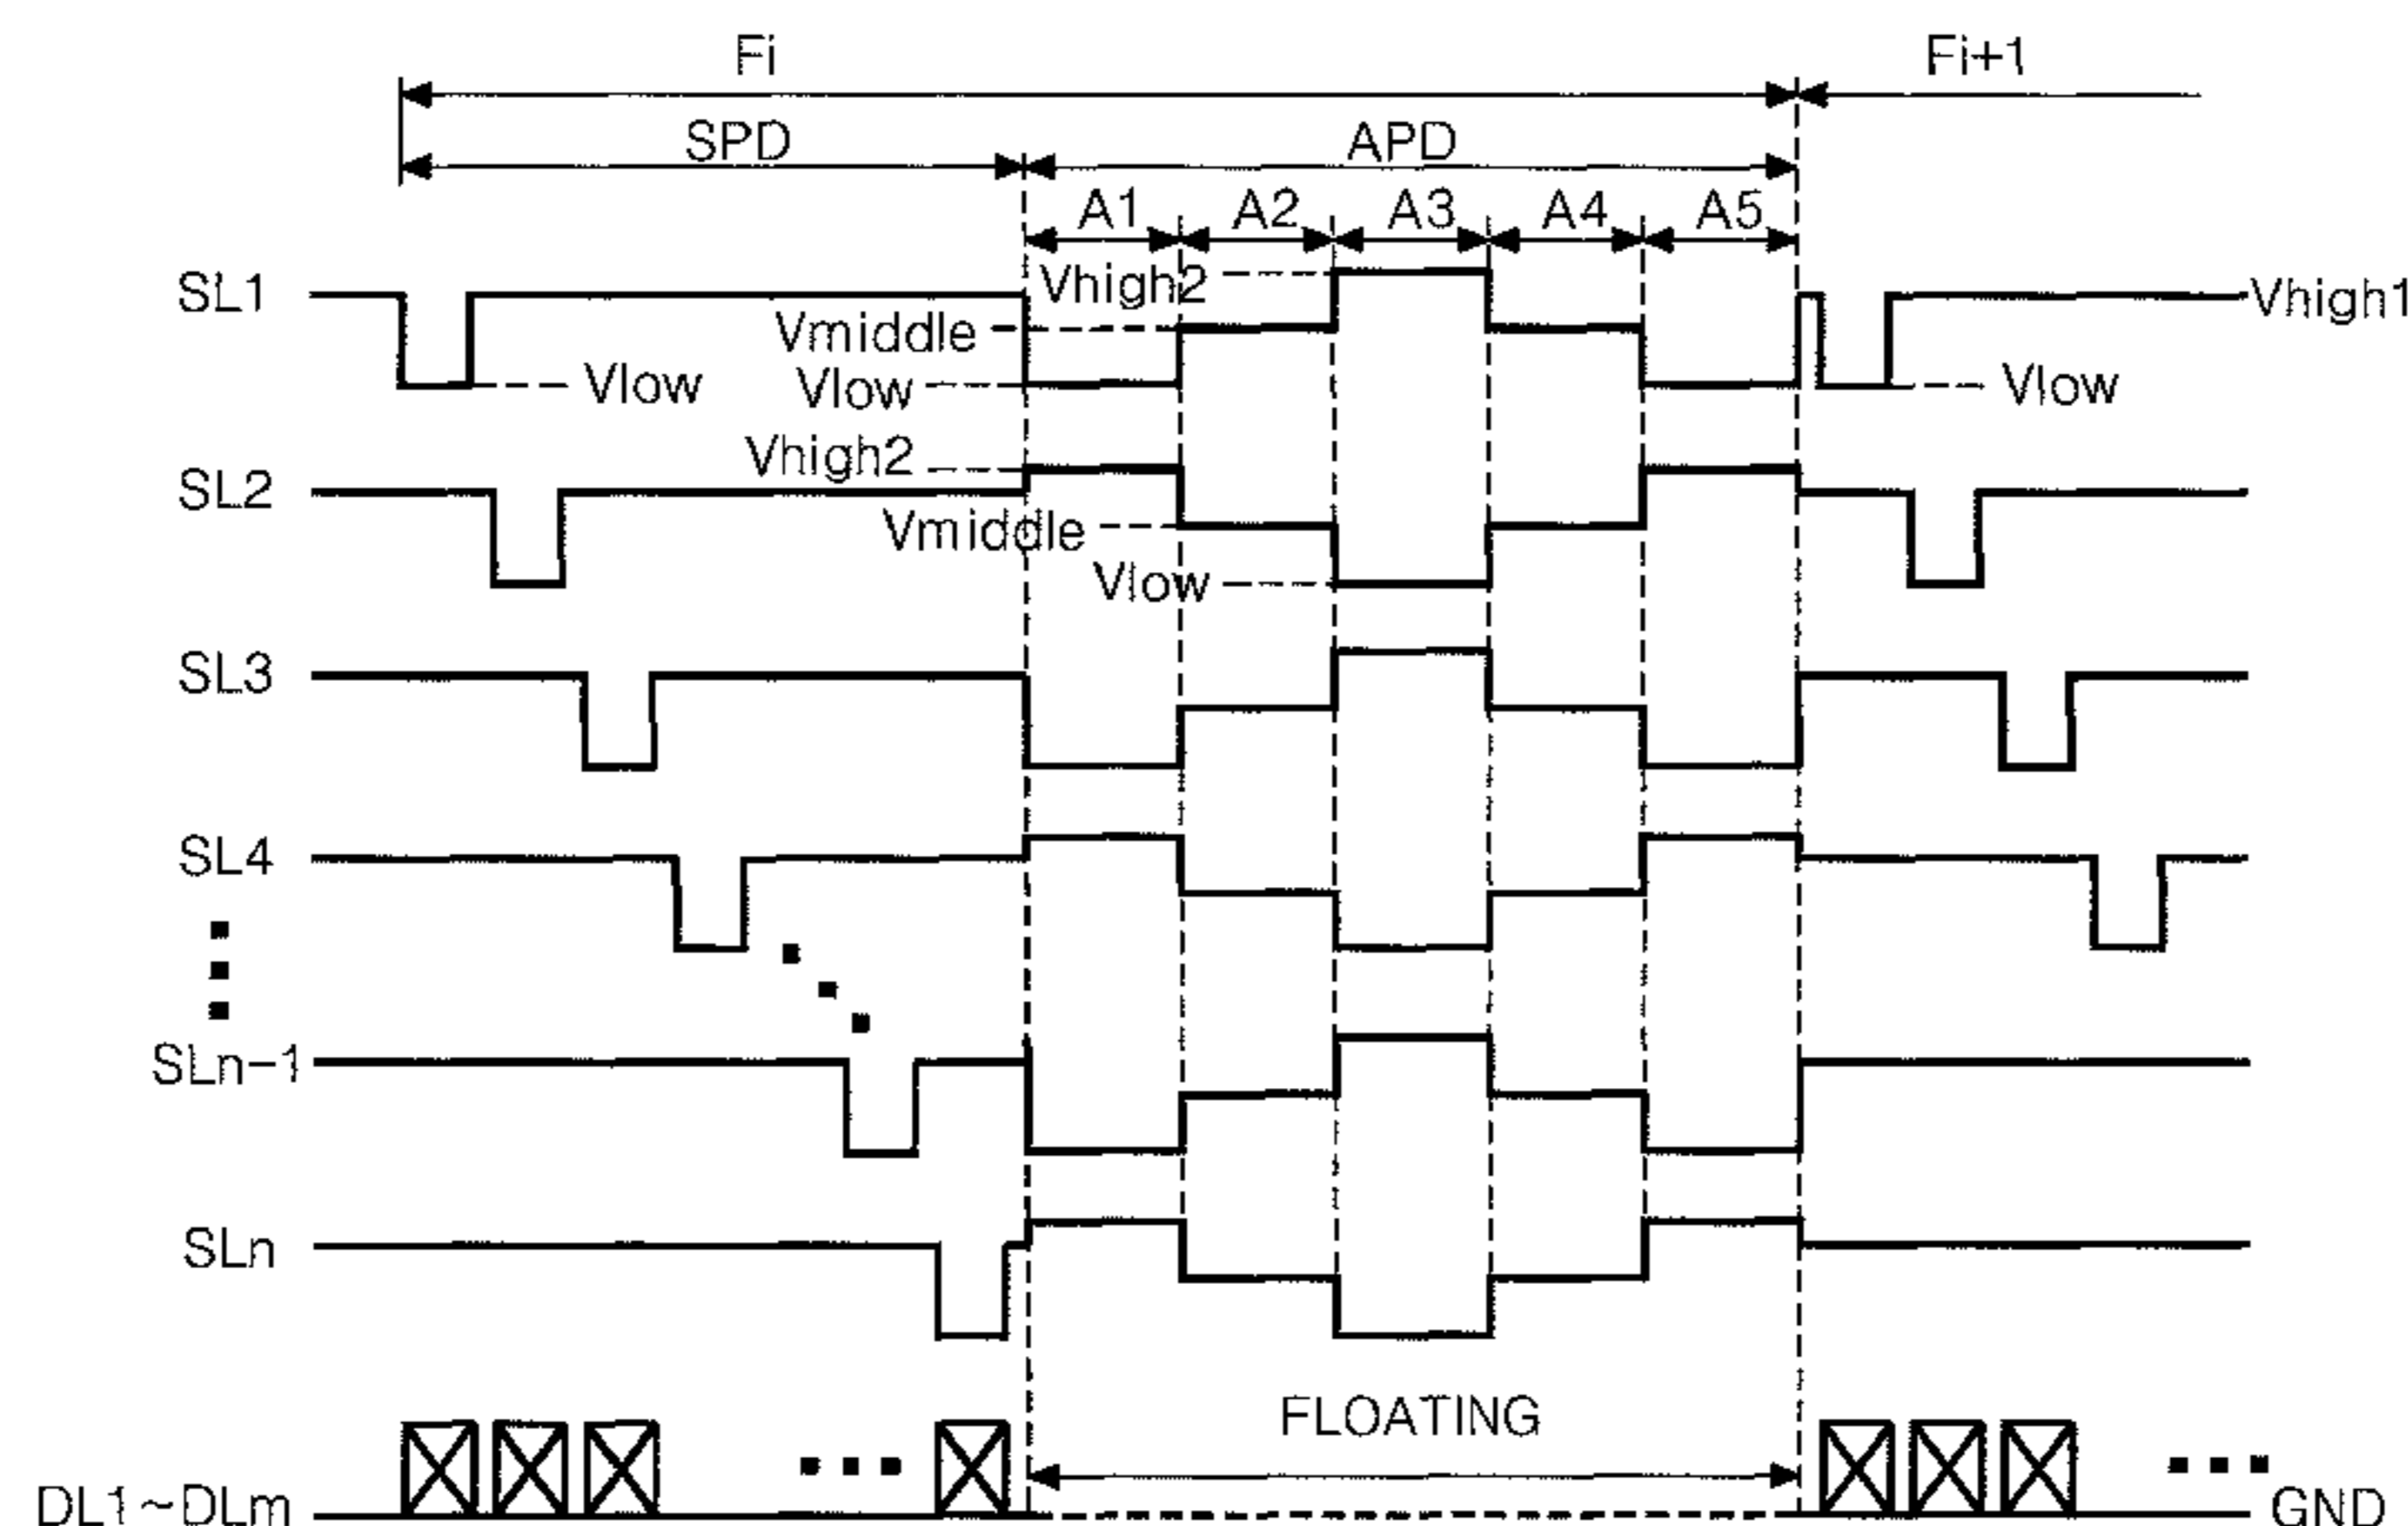 Fi Fi+1
SPD APD
A1 A2 A3 A4 A5
SL1 Vhigh2 Vhigh1
Vmiddle
Vlow Vlow Vlow
Vhigh2
SL2
Vmiddle
Vlow
SL3
SL4
SLn-1
SLn
FLOATING
DL1~DLm GND